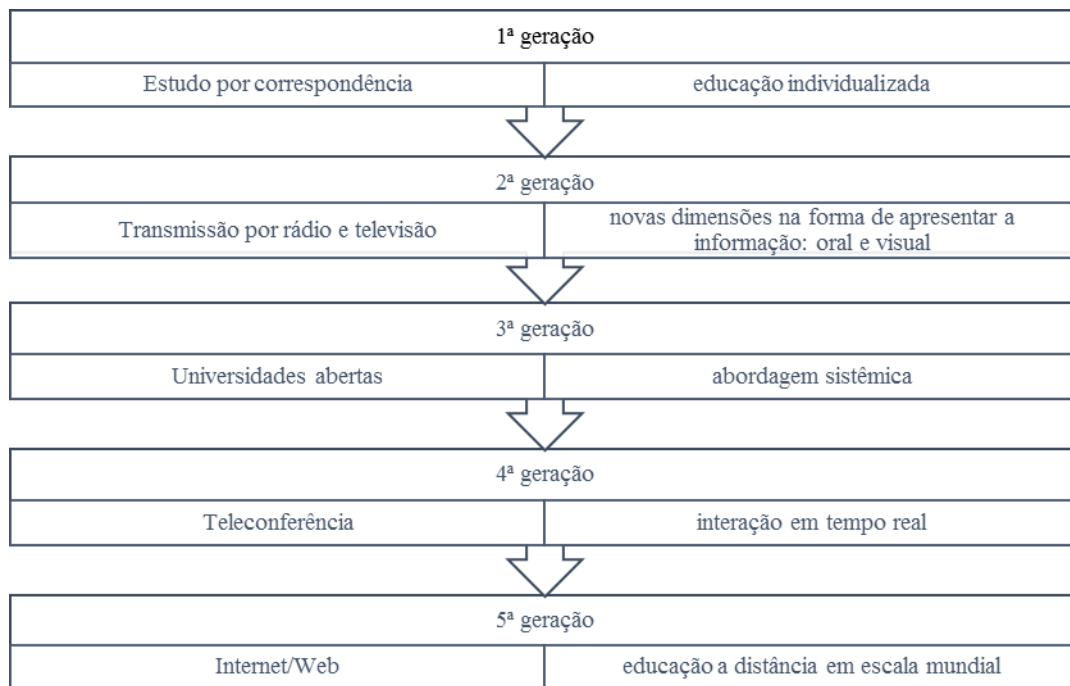 1ª geração
Estudo por correspondência
educação individualizada
2ª geração
Transmissão por rádio e televisão
novas dimensões na forma de apresentar a
informação: oral e visual
3ª geração
Universidades abertas
abordagem sistêmica
4ª geração
Teleconferência
interação em tempo real
5ª geração
Internet/Web
educação a distância em escala mundial